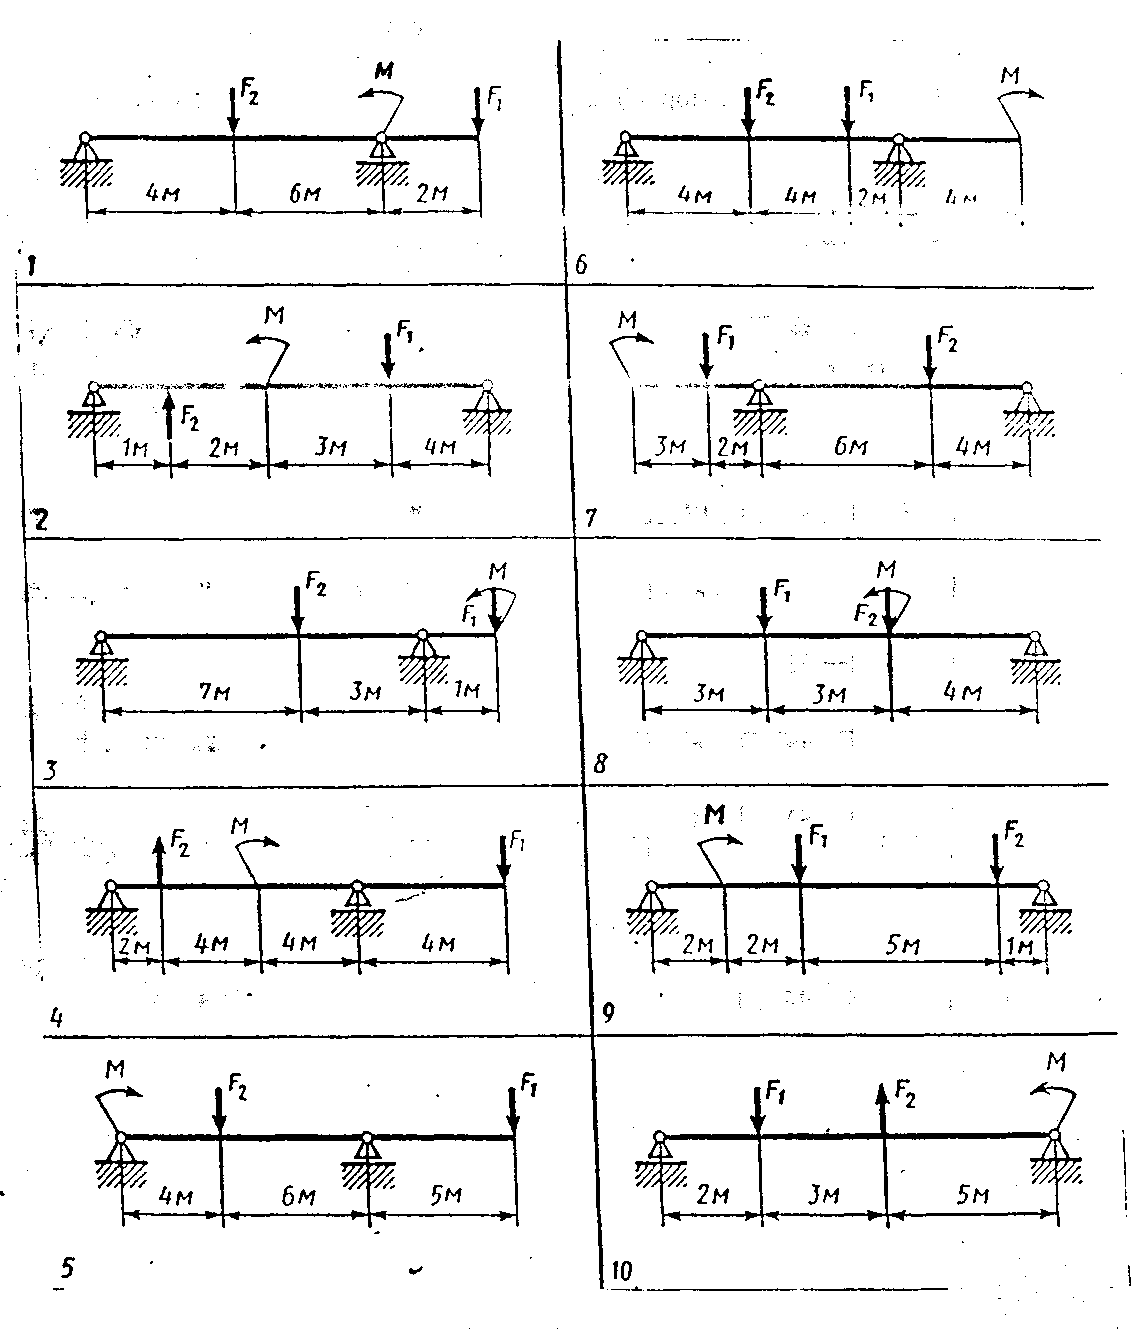 F₂ M F₁
4м 6м 2м
1
F₂ F₁ M
4м 4м 2м 4м
6
M F₁
F₂
1м 2м 3м 4м
2
M F₁ F₂
3м 2м 6м 4м
7
F₂ M
F₁
7м 3м 1м
3
F₁ M
F₂
3м 3м 4м
8
F₂ M F₁
2м 4м 4м 4м
4
M F₁ F₂
2м 2м 5м 1м
9
M F₂ F₁
4м 6м 5м
5
F₁ F₂ M
2м 3м 5м
10